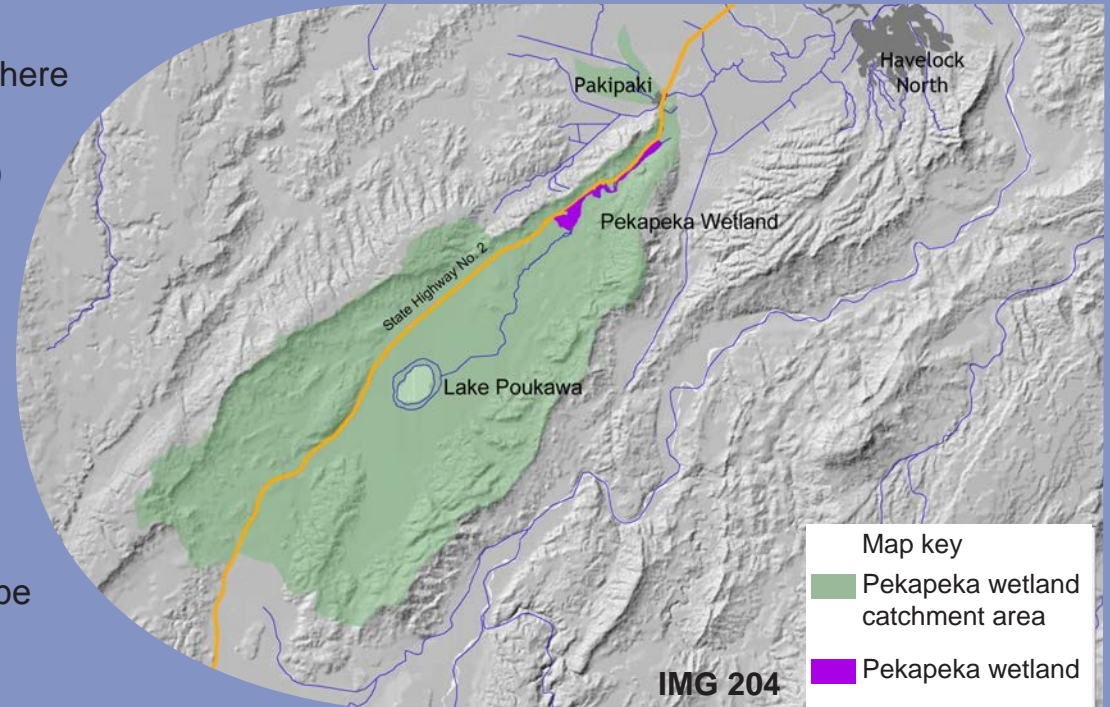 here
)
be
Havelock
North
Pakipaki
Pekapeka Wetland
State Highway No. 2
Lake Poukawa
Map key
Pekapeka wetland
catchment area
Pekapeka wetland
IMG 204